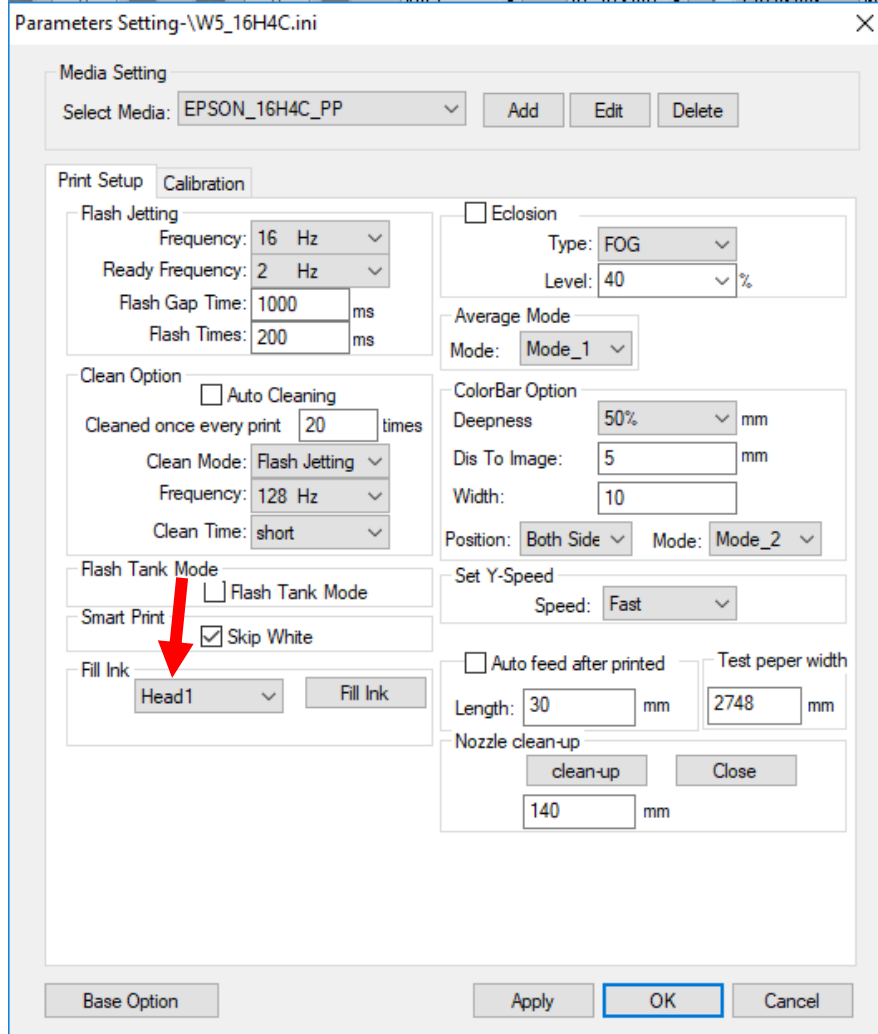 Parameters Setting-\W5_16H4C.ini
Media Setting
Select Media: EPSON_16H4C_PP Add Edit Delete
Print Setup Calibration
Flash Jetting
Frequency: 16 Hz
Ready Frequency: 2 Hz
Flash Gap Time: 1000 ms
Flash Times: 200 ms
Clean Option
Auto Cleaning
Cleaned once every print 20 times
Clean Mode: Flash Jetting
Frequency: 128 Hz
Clean Time: short
Flash Tank Mode
Flash Tank Mode
Smart Print
Skip White
Fill Ink
Head1 Fill Ink
Eclosion
Type: FOG
Level: 40 %
Average Mode
Mode: Mode_1
ColorBar Option
Deepness 50% mm
Dis To Image: 5 mm
Width: 10
Position: Both Side Mode: Mode_2
Set Y-Speed
Speed: Fast
Auto feed after printed
Length: 30 mm
Test peper width
2748 mm
Nozzle clean-up
clean-up Close
140 mm
Base Option Apply OK Cancel